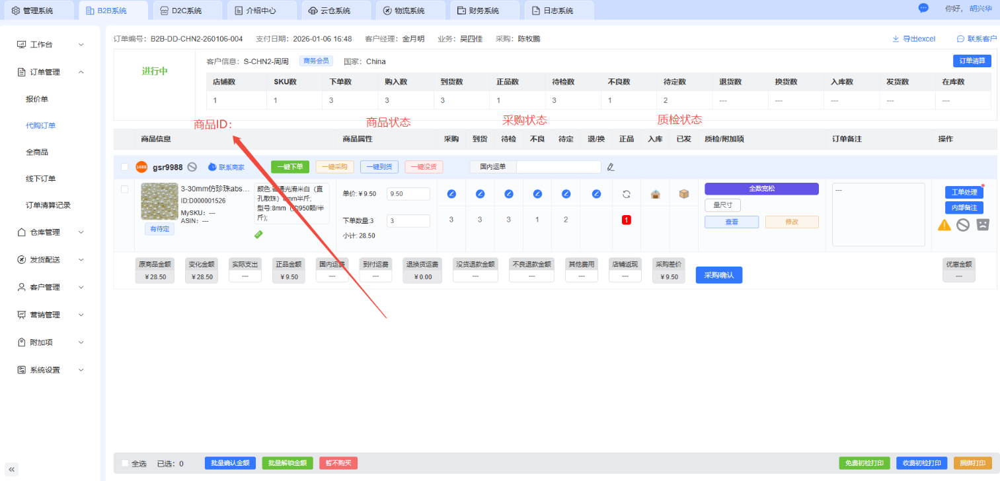 管理系统 B2B系统 D2C系统 介绍中心 云仓系统 物流系统 财务系统 日志系统 你好， 胡兴华
工作台
订单管理
报价单
代购订单
全商品
线下订单
订单清算记录
仓库管理
发货配送
客户管理
营销管理
附加项
系统设置
订单编号： B2B-DD-CHN2-260106-004 支付日期： 2026-01-06 16:48 客户经理： 金月明 业务： 吴四佳 采购： 陈牧鹏 导出excel 联系客户
进行中
客户信息： S-CHN2-周周 商务会员 国家： China 订单清算
店铺数 SKU数 下单数 购入数 到货数 正品数 待检数 不良数 待定数 退货数 换货数 入库数 发货数 在库数
1 1 3 3 3 1 3 1 2 --- --- --- --- ---
商品ID： 商品状态 采购状态 质检状态
商品信息 商品属性 采购 到货 待检 不良 待定 退/换 正品 入库 已发 质检/附加项 订单备注 操作
1688 gsr9988 联系商家 一键下单 一键采购 一键到货 一键没货 国内运单
3-30mm仿珍珠abs...
ID:D000001526
MySKU： ---
ASIN： ---
有待定
颜色:普通光滑米白（直
孔散珠）8mm半斤;
型号:8mm（约950颗/半
斤);
单价: ¥ 9.50 9.50
下单数量:3 3
小计: 28.50
3 3 3 1 2 1
全数宽松
量尺寸
查看 修改
---
工单处理
内部备注
原商品金额 变化金额 实际支出 正品金额 国内运费 到付运费 退换货运费 没货退款金额 不良退款金额 其他费用 店铺返现 采购差价 采购确认 优惠金额
¥ 28.50 ¥ 28.50 --- ¥ 9.50 --- --- ¥ 0.00 --- --- --- --- ¥ 9.50 ---
全选 已选： 0 批量确认金额 批量解锁金额 暂不购买 免费初检打印 收费初检打印 捆绑打印